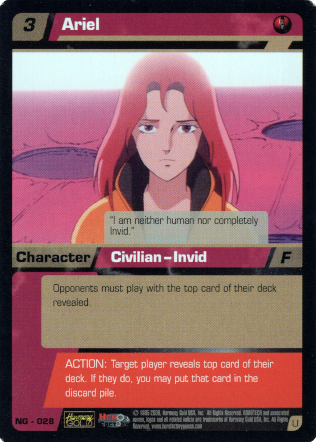 3 Ariel
"I am neither human nor completely
Invid."
Character Civilian-Invid F
Opponents must play with the top card of their deck
revealed.
ACTION: Target player reveals top card of their
deck. If they do, you may put that card in the
discard pile.
NG - 028
Harmony
GOLD
U